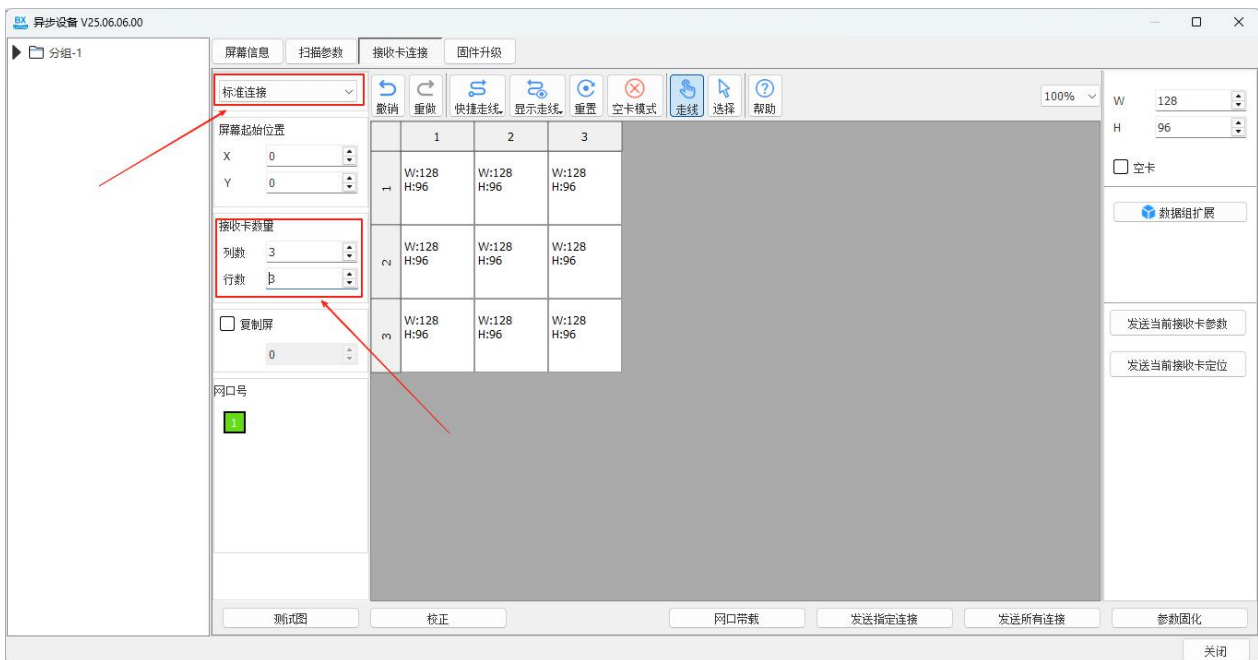 BX 异步设备 V25.06.06.00
分组-1
屏幕信息 扫描参数 接收卡连接 固件升级
标准连接
撤销 重做 快捷走线 显示走线 重置 空卡模式 走线 选择 帮助
100%
屏幕起始位置
X 0
Y 0
接收卡数量
列数 3
行数 3
复制屏
0
网口号
1
1 2 3
1
W:128 W:128 W:128
H:96 H:96 H:96
2
W:128 W:128 W:128
H:96 H:96 H:96
3
W:128 W:128 W:128
H:96 H:96 H:96
W 128
H 96
空卡
数据组扩展
发送当前接收卡参数
发送当前接收卡定位
测试图 校正 网口带载 发送指定连接 发送所有连接 参数固化
关闭